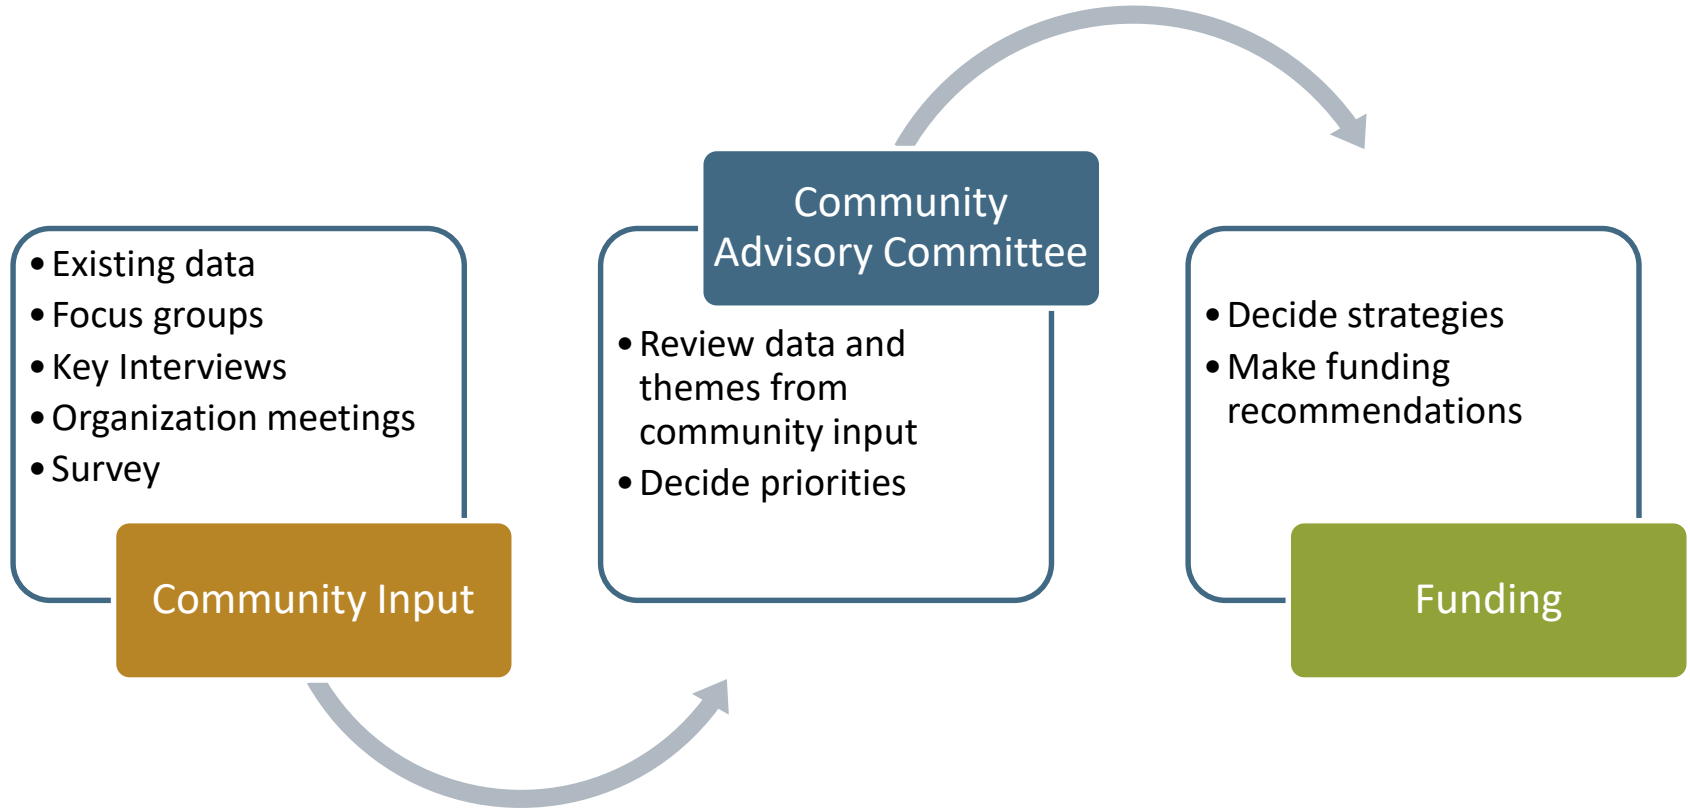 • Existing data
• Focus groups
• Key Interviews
• Organization meetings
• Survey
Community Input
Community
Advisory Committee
• Review data and
themes from
community input
• Decide priorities
• Decide strategies
• Make funding
recommendations
Funding